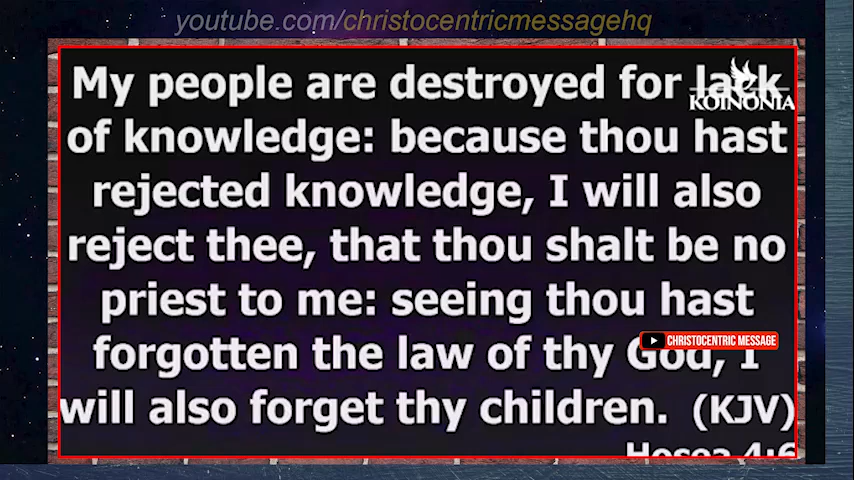 youtube.com/christocentricmessagehq
My people are destroyed for lack
KOINONIA
of knowledge: because thou hast
rejected knowledge, I will also
reject thee, that thou shalt be no
priest to me: seeing thou hast
CHRISTOCENTRIC MESSAGE
forgotten the law of thy God, I
will also forget thy children. (KJV)
Hosea 4:6